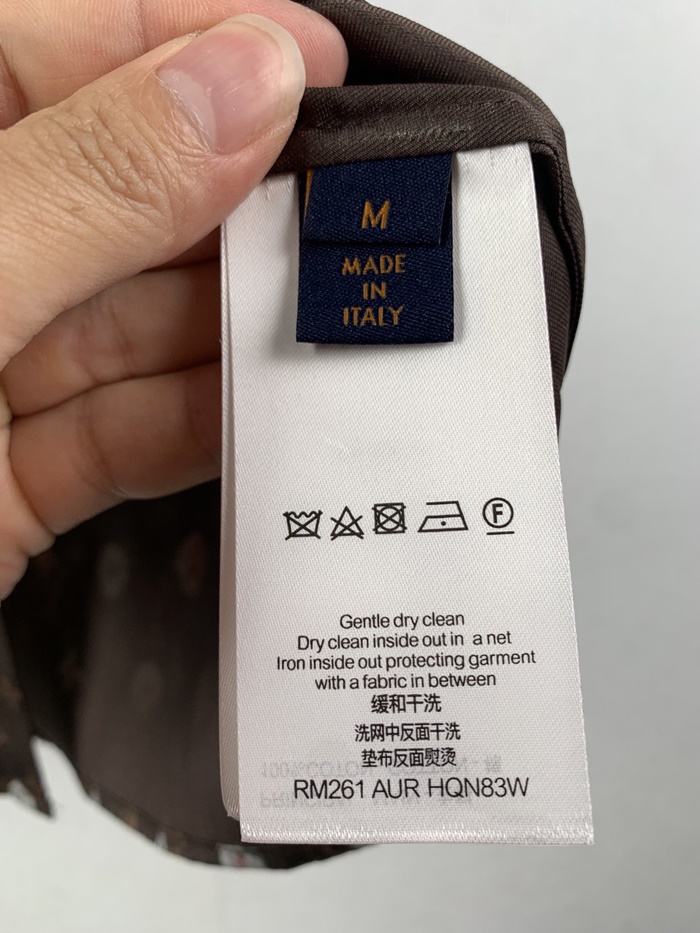 M
MADE
IN
ITALY
F
Gentle dry clean
Dry clean inside out in a net
Iron inside out protecting garment
with a fabric in between
缓和干洗
洗网中反面干洗
垫布反面熨烫
RM261 AUR HQN83W